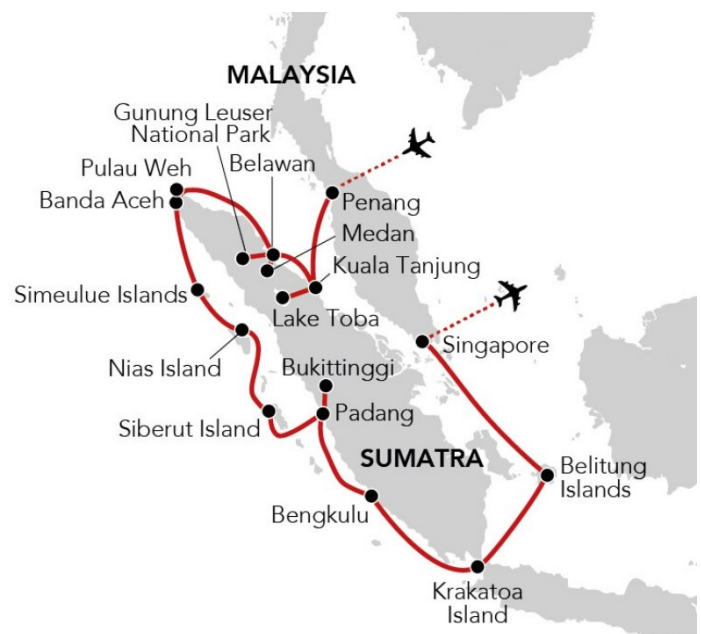 MALAYSIA
Gunung Leuser
National Park
Belawan
Pulau Weh
Banda Aceh
Penang
Medan
Kuala Tanjung
Simeulue Islands
Lake Toba
Singapore
Nias Island
Bukittinggi
Siberut Island
Padang
SUMATRA
Belitung
Islands
Bengkulu
Krakatoa
Island